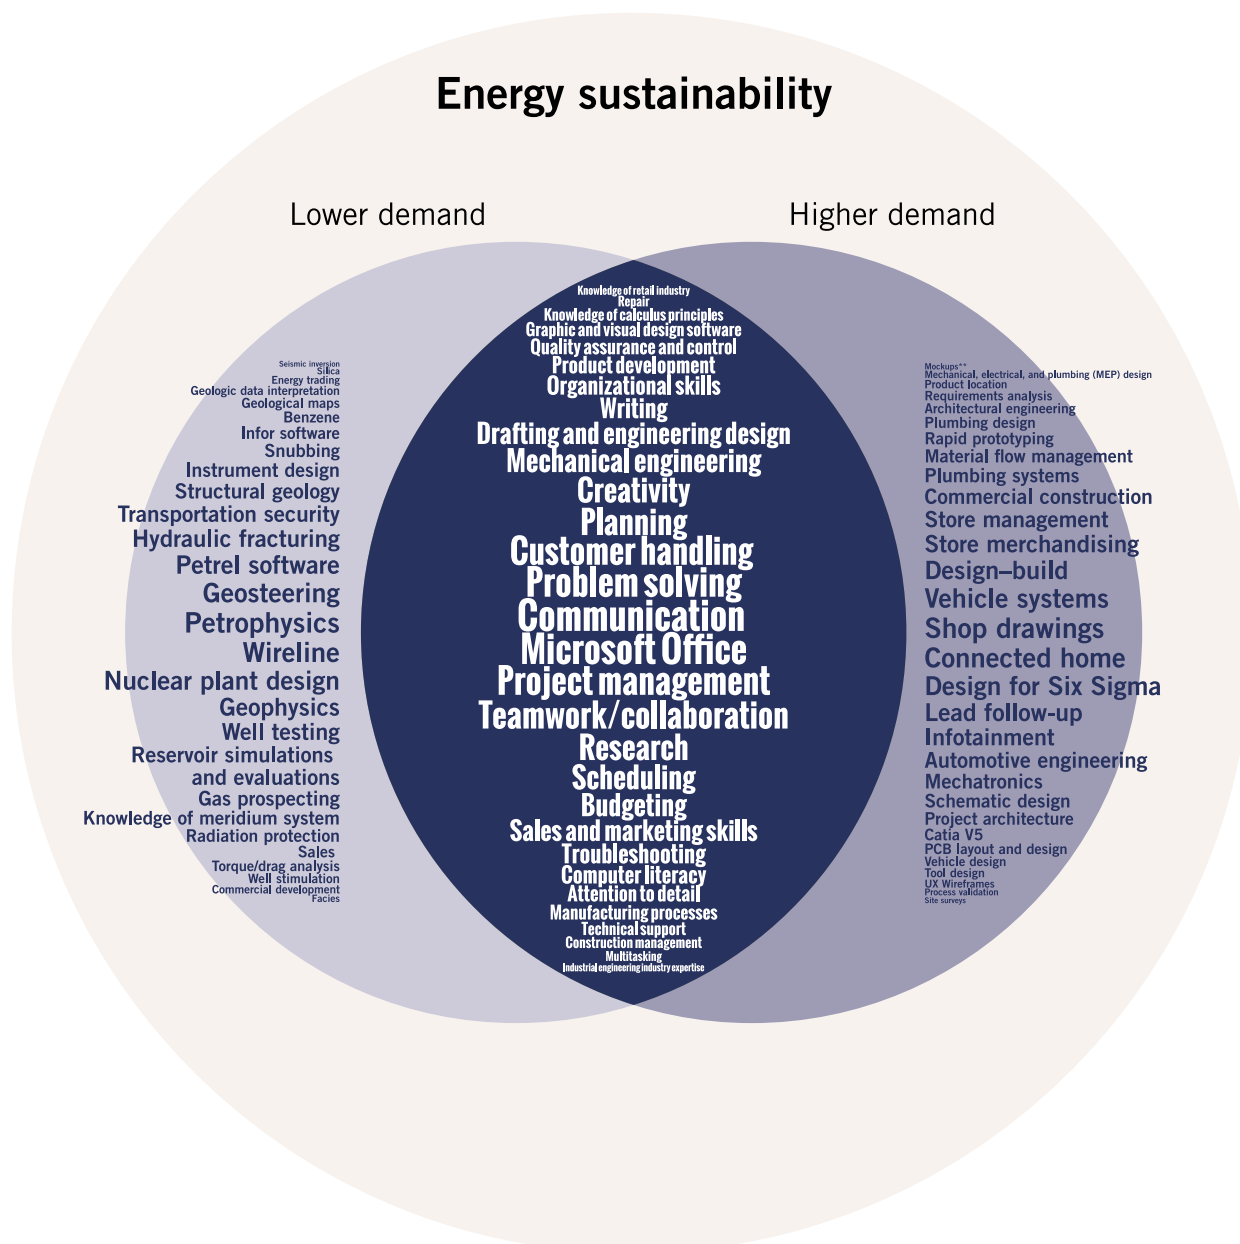 Energy sustainability
Lower demand
Higher demand
Seismic inversion
Silica
Energy trading
Geologic data interpretation
Geological maps
Benzene
Infor software
Snubbing
Instrument design
Structural geology
Transportation security
Hydraulic fracturing
Petrel software
Geosteering
Petrophysics
Wireline
Nuclear plant design
Geophysics
Well testing
Reservoir simulations
and evaluations
Gas prospecting
Knowledge of meridium system
Radiation protection
Sales
Torque/drag analysis
Well stimulation
Commercial development
Facies
Knowledge of retail industry
Repair
Knowledge of calculus principles
Graphic and visual design software
Quality assurance and control
Product development
Organizational skills
Writing
Drafting and engineering design
Mechanical engineering
Creativity
Planning
Customer handling
Problem solving
Communication
Microsoft Office
Project management
Teamwork/collaboration
Research
Scheduling
Budgeting
Sales and marketing skills
Troubleshooting
Computer literacy
Attention to detail
Manufacturing processes
Technical support
Construction management
Multitasking
Industrial engineering industry expertise
Mockups**
Mechanical, electrical, and plumbing (MEP) design
Product location
Requirements analysis
Architectural engineering
Plumbing design
Rapid prototyping
Material flow management
Plumbing systems
Commercial construction
Store management
Store merchandising
Design–build
Vehicle systems
Shop drawings
Connected home
Design for Six Sigma
Lead follow-up
Infotainment
Automotive engineering
Mechatronics
Schematic design
Project architecture
Catia V5
PCB layout and design
Vehicle design
Tool design
UX Wireframes
Process validation
Site surveys